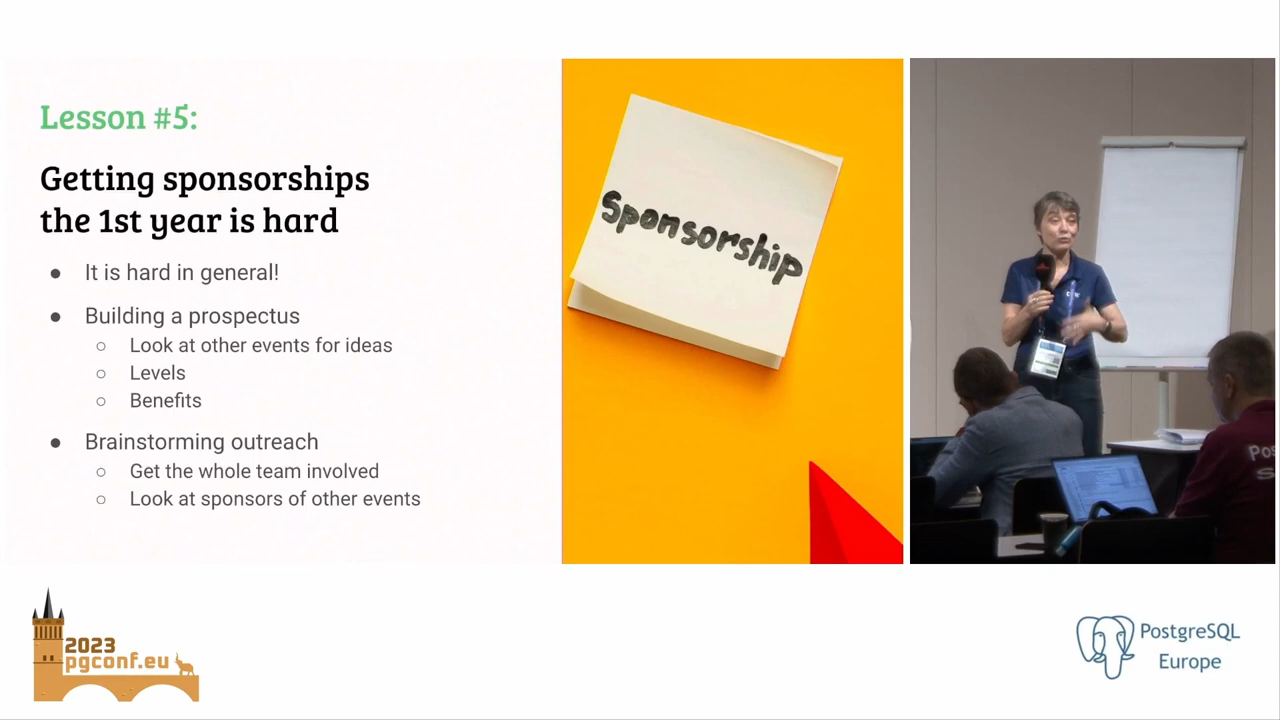 Lesson #5:
Getting sponsorships
the 1st year is hard
● It is hard in general!
● Building a prospectus
○ Look at other events for ideas
○ Levels
○ Benefits
● Brainstorming outreach
○ Get the whole team involved
○ Look at sponsors of other events
Sponsorship
2023
pgconf.eu
PostgreSQL
Europe